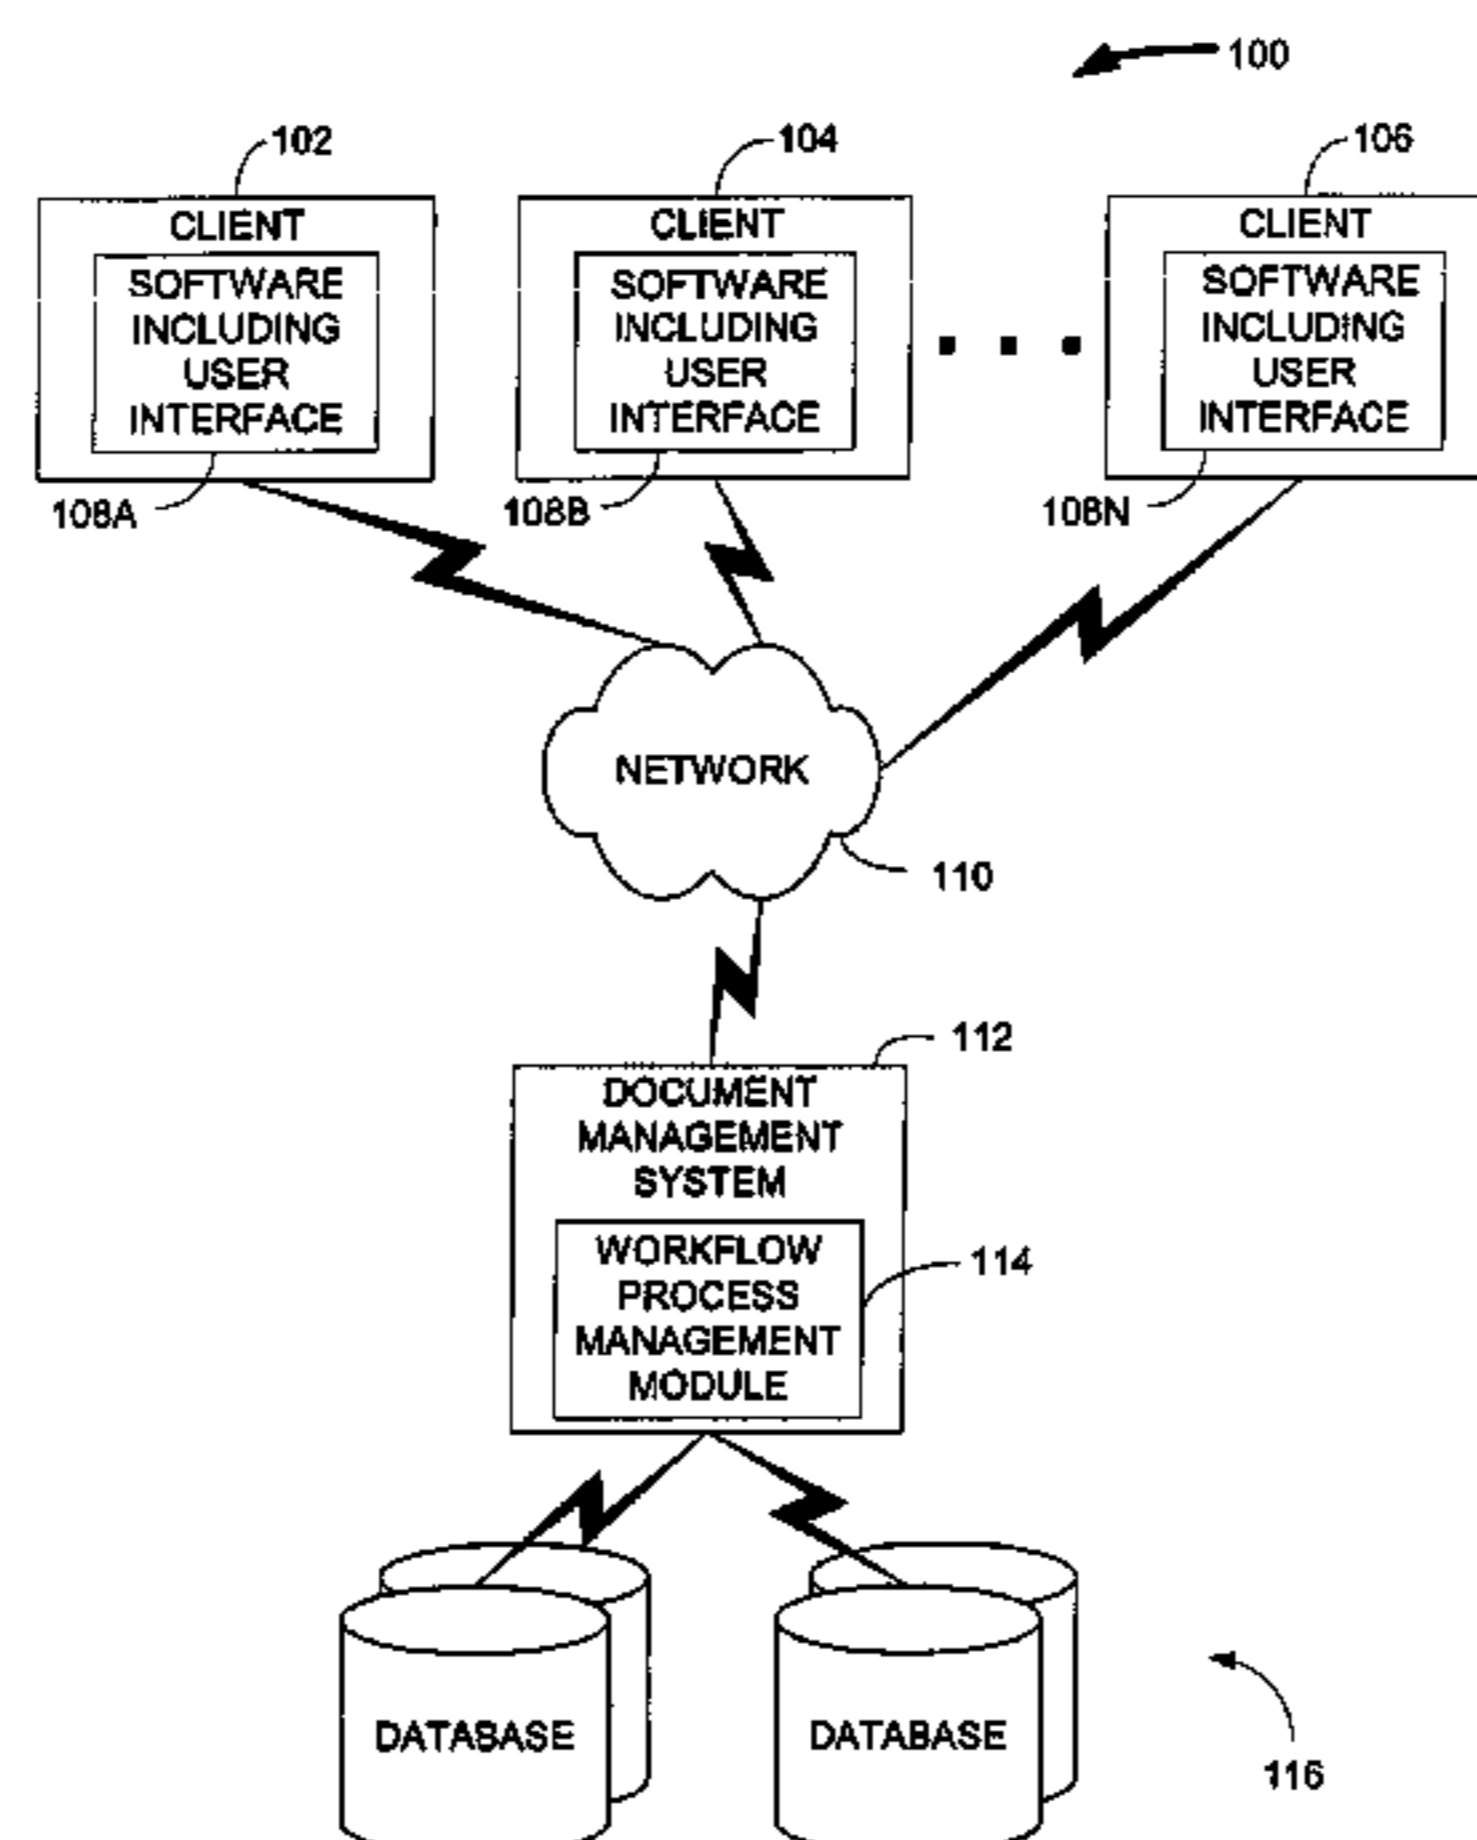 100
102
104
106
CLIENT
SOFTWARE
INCLUDING
USER
INTERFACE
108A
CLIENT
SOFTWARE
INCLUDING
USER
INTERFACE
108B
CLIENT
SOFTWARE
INCLUDING
USER
INTERFACE
108N
NETWORK
110
112
DOCUMENT
MANAGEMENT
SYSTEM
WORKFLOW
PROCESS
MANAGEMENT
MODULE
114
DATABASE
DATABASE
116